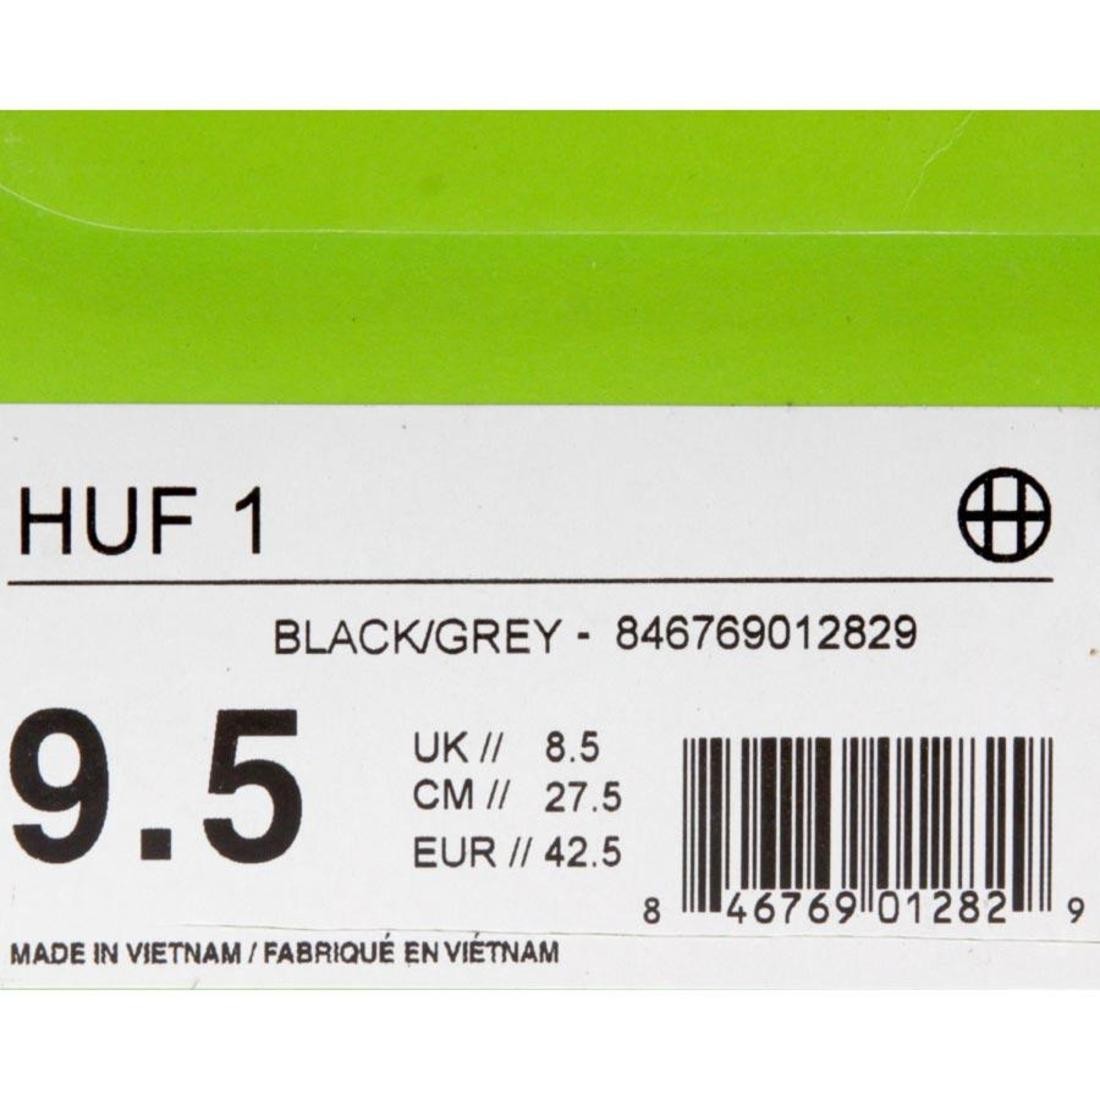 HUF 1
BLACK/GREY - 846769012829
9.5
UK // 8.5
CM // 27.5
EUR // 42.5
8 46769 01282 9
MADE IN VIETNAM / FABRIQUÉ EN VIÉTNAM